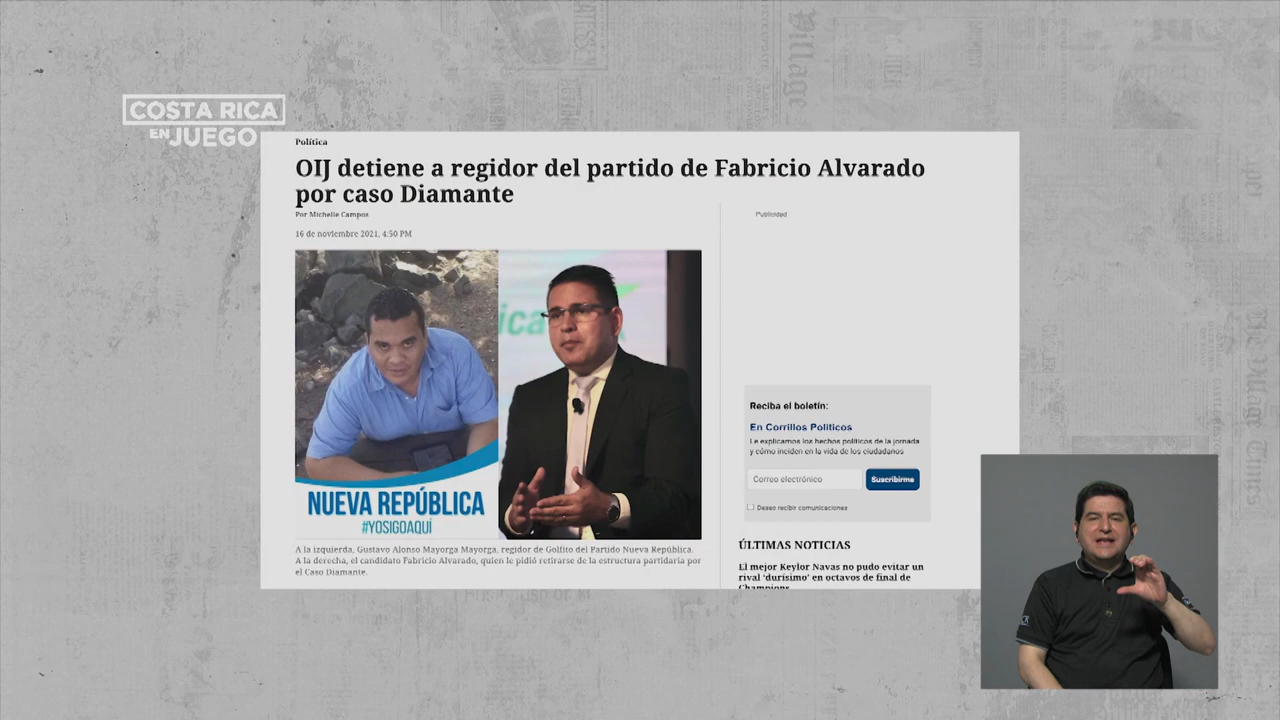 COSTA RICA
EN JUEGO
Política
OIJ detiene a regidor del partido de Fabricio Alvarado
por caso Diamante
Por Michelle Campos
16 de noviembre 2021, 4:50 PM
Publicidad
ica
NUEVA REPÚBLICA
#YOSIGOAQUÍ
A la izquierda, Gustavo Alonso Mayorga Mayorga, regidor de Golfito del Partido Nueva República.
A la derecha, el candidato Fabricio Alvarado, quien le pidió retirarse de la estructura partidaria por
el Caso Diamante.
Reciba el boletín:
En Corrillos Políticos
Le explicamos los hechos políticos de la jornada
y cómo inciden en la vida de los ciudadanos
Correo electrónico
Suscribirme
Deseo recibir comunicaciones
ÚLTIMAS NOTICIAS
El mejor Keylor Navas no pudo evitar un
rival 'durísimo' en octavos de final de
Champions
Village